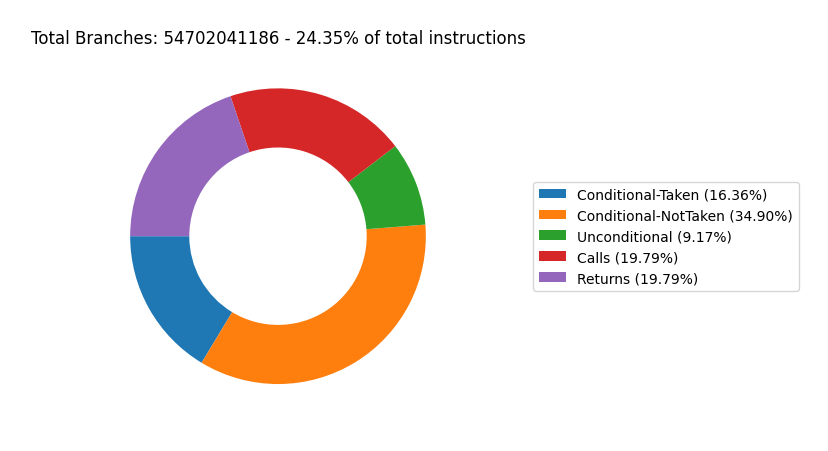 Total Branches: 54702041186 - 24.35% of total instructions
Conditional-Taken (16.36%)
Conditional-NotTaken (34.90%)
Unconditional (9.17%)
Calls (19.79%)
Returns (19.79%)